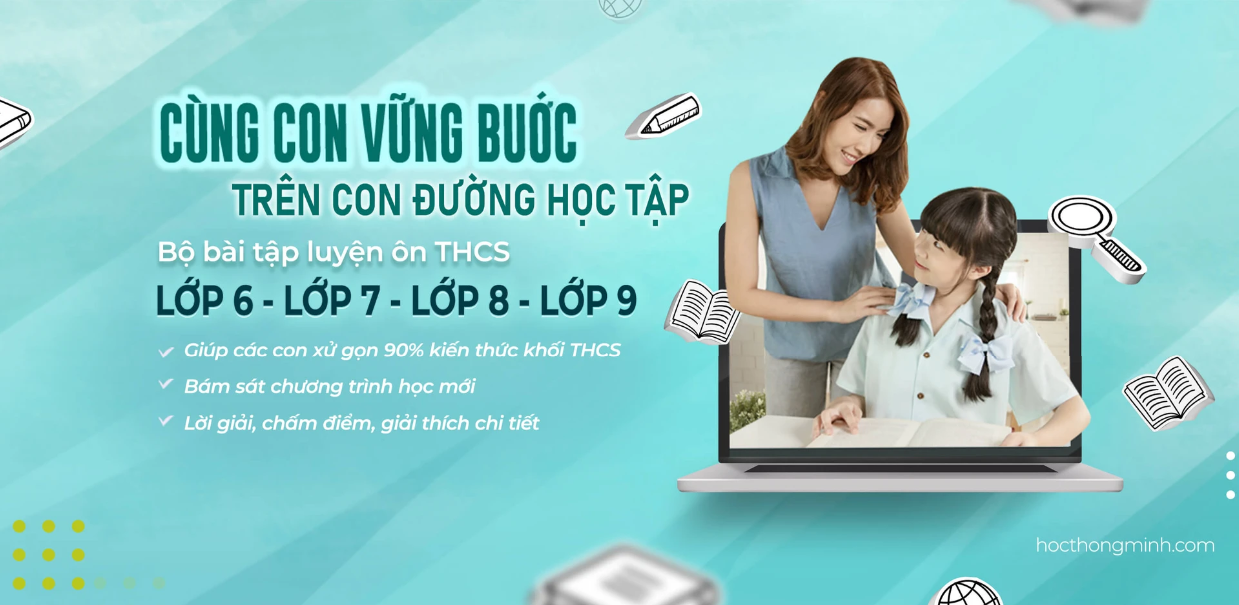 CÙNG CON VỮNG BƯỚC
TRÊN CON ĐƯỜNG HỌC TẬP
Bộ bài tập luyện ôn THCS
LỚP 6 - LỚP 7 - LỚP 8 - LỚP 9
Giúp các con xử gọn 90% kiến thức khối THCS
Bám sát chương trình học mới
Lời giải, chấm điểm, giải thích chi tiết
hocthongminh.com